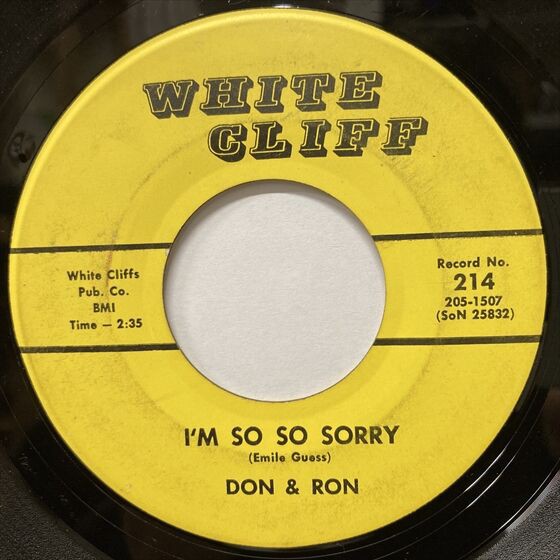 WHITE
CLIFF
White Cliffs
Pub. Co.
BMI
Time — 2:35
Record No.
214
205-1507
(SoN 25832)
I'M SO SO SORRY
(Emile Guess)
DON & RON